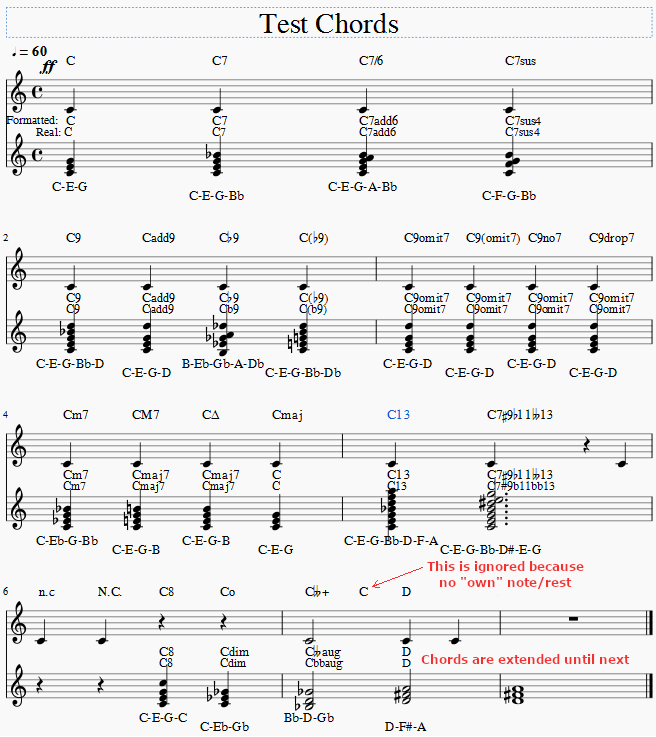 Test Chords
♩ = 60
ff
C C7 C7/6 C7sus
Formatted: C C7 C7add6 C7sus4
Real: C C7 C7add6 C7sus4
C-E-G C-E-G-Bb C-E-G-A-Bb C-F-G-Bb
2 C9 Cadd9 C♭9 C(♭9) C9omit7 C9(omit7) C9no7 C9drop7
C9 Cadd9 C♭9 C(♭9) C9omit7 C9omit7 C9omit7 C9omit7
C9 Cadd9 Cb9 C(b9) C9omit7 C9omit7 C9omit7 C9omit7
C-E-G-Bb-D C-E-G-D B-Eb-Gb-A-Db C-E-G-Bb-Db C-E-G-D C-E-G-D C-E-G-D C-E-G-D
4 Cm7 CM7 CΔ Cmaj C13 C7♯9♭11♭♭13
Cm7 Cmaj7 Cmaj7 C C13 C7♯9♭11♭♭13
Cm7 Cmaj7 Cmaj7 C C13 C7#9b11bb13
C-Eb-G-Bb C-E-G-B C-E-G-B C-E-G C-E-G-Bb-D-F-A C-E-G-Bb-D#-E-G
This is ignored because
no "own" note/rest
6 n.c N.C. C8 Co C♭♭+ C D
C8 Cdim C♭♭aug D
C8 Cdim Cbbaug D
Chords are extended until next
C-E-G-C C-Eb-Gb Bb-D-Gb D-F#-A